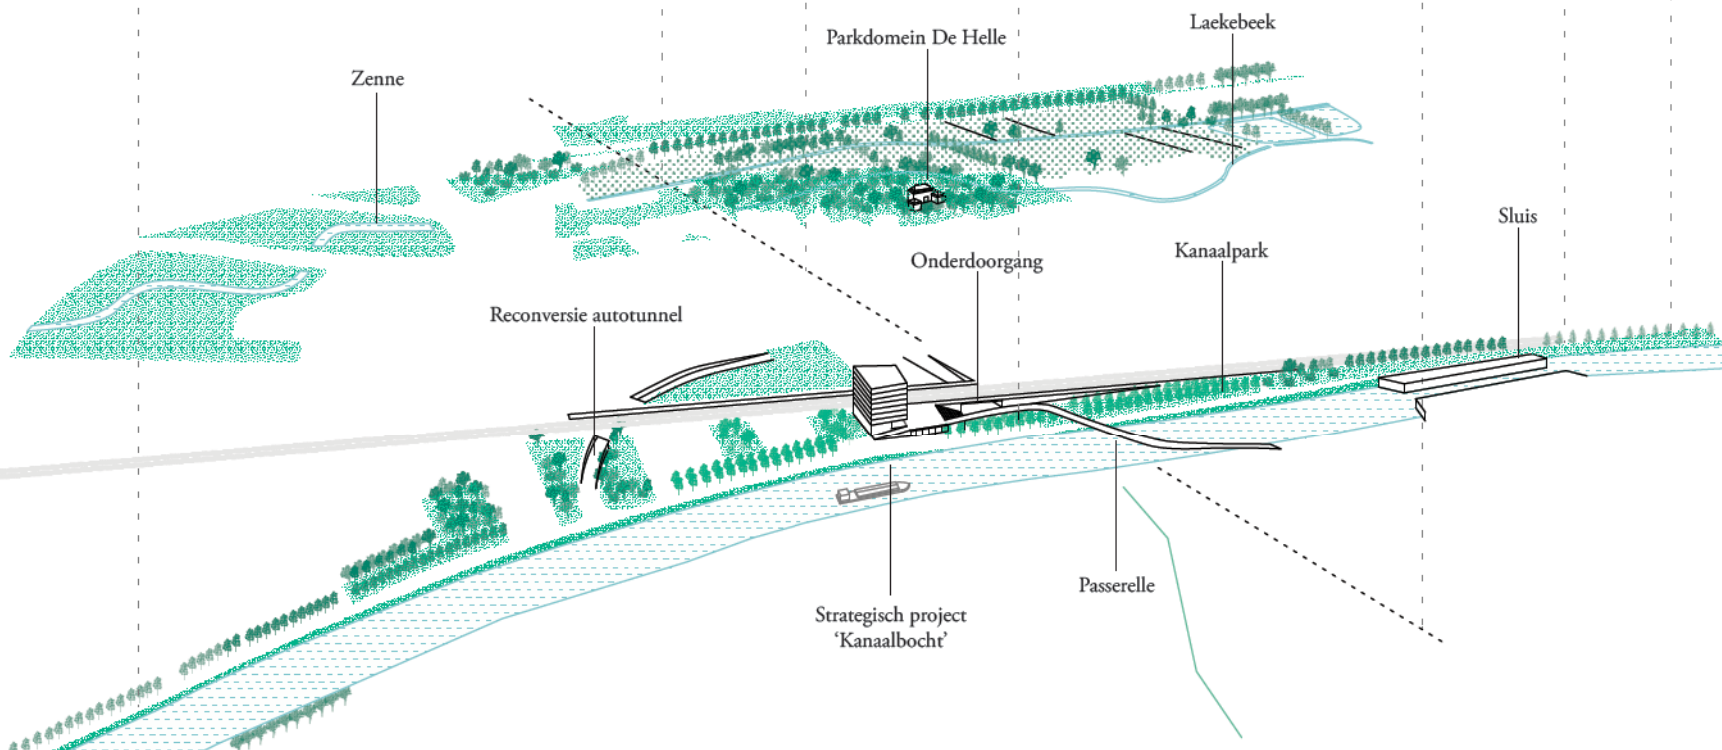 Laekebeek
Parkdomein De Helle
Zenne
Sluis
Kanaalpark
Onderdoorgang
Reconversie autotunnel
Passerelle
Strategisch project
‘Kanaalbocht’